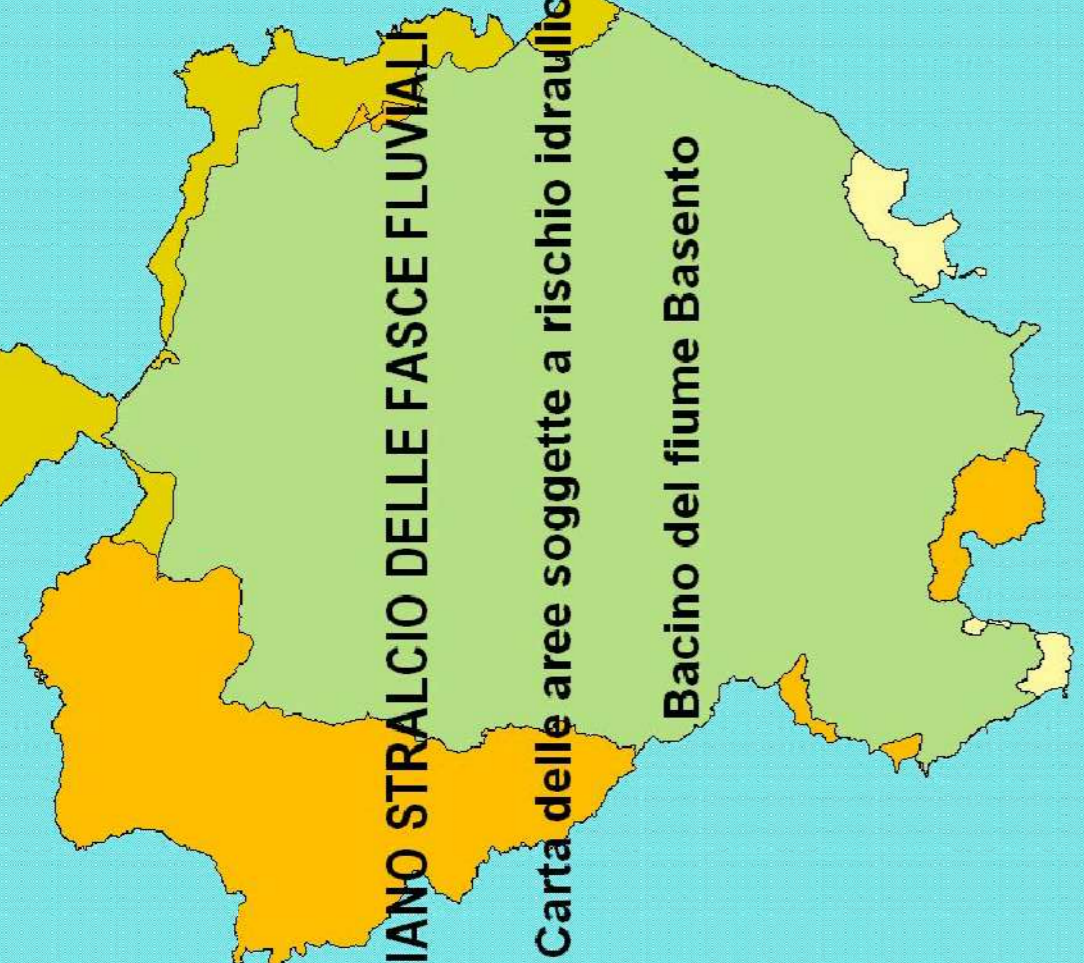 IANO STRALCIO DELLE FASCE FLUVIALI
Carta delle aree soggette a rischio idraulic
Bacino del fiume Basento